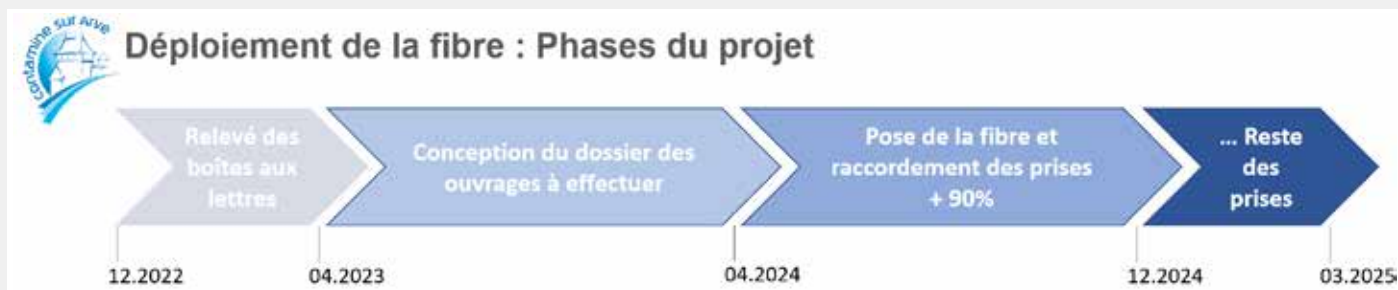 contamine sur Arve
Déploiement de la fibre : Phases du projet
Relevé des
boîtes aux
lettres
Conception du dossier des
ouvrages à effectuer
Pose de la fibre et
raccordement des prises
+ 90%
... Reste
des
prises
12.2022
04.2023
04.2024
12.2024
03.2025